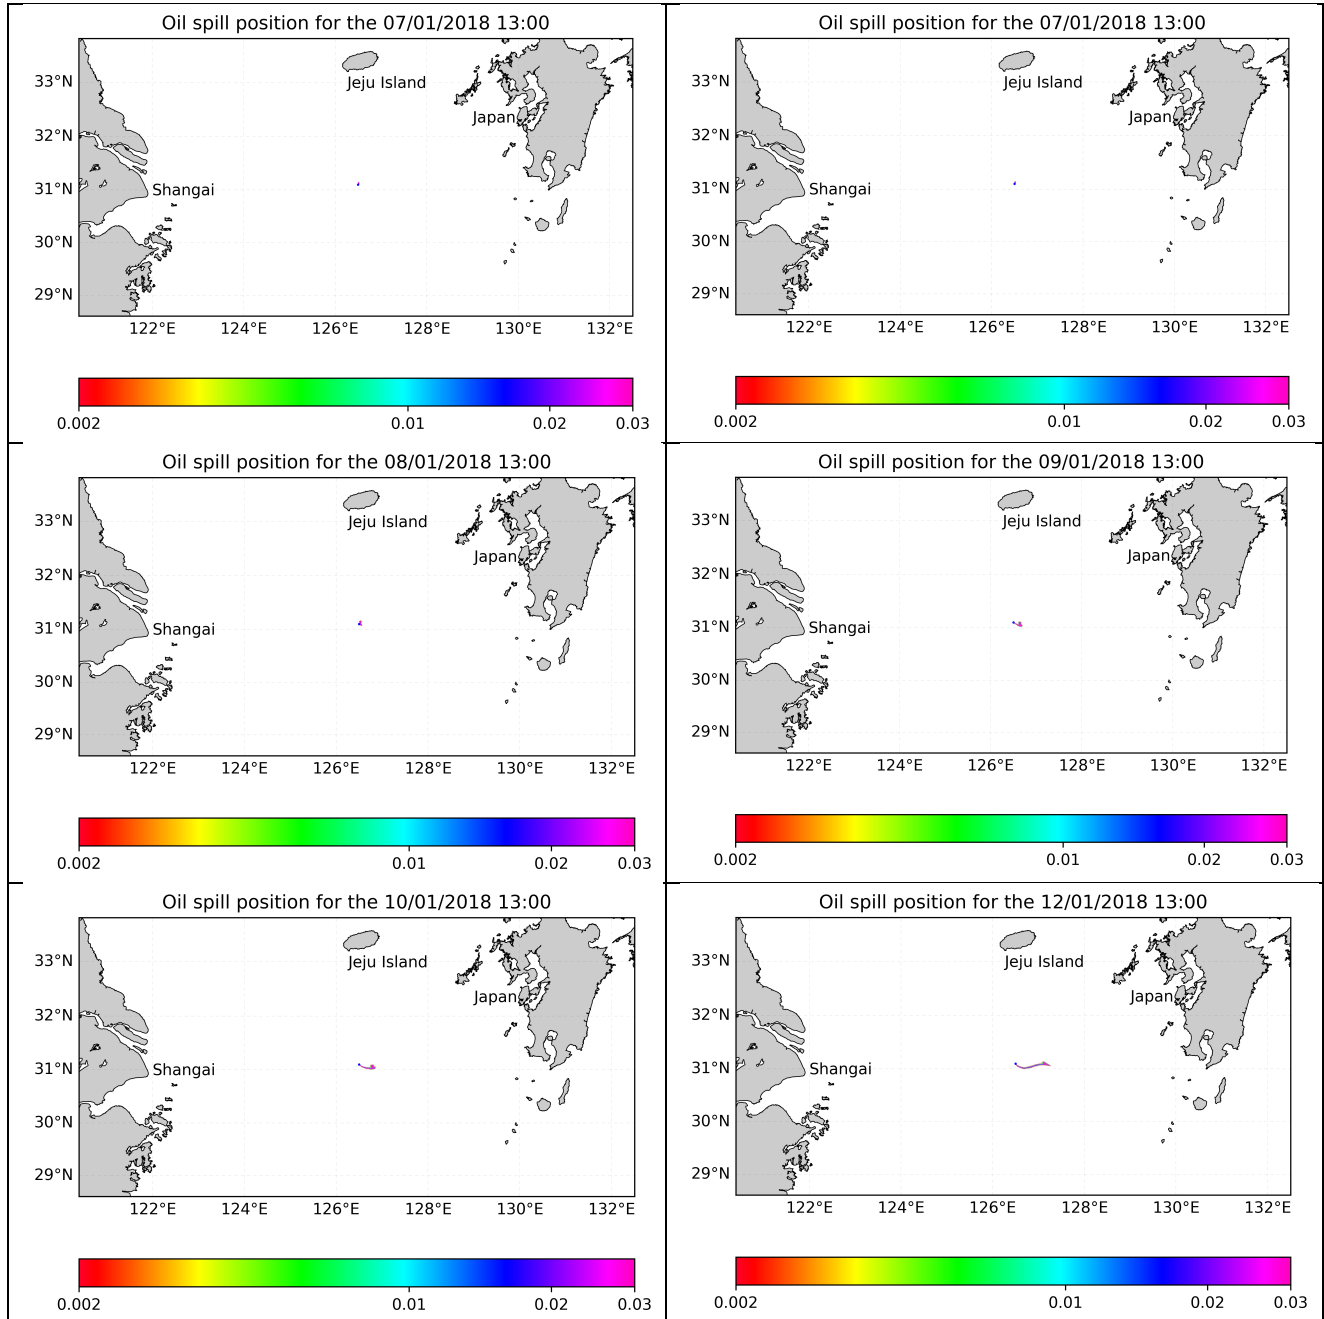 Oil spill position for the 07/01/2018 13:00
33°N
32°N
31°N
30°N
29°N
Jeju Island
Japan
Shangai
122°E 124°E 126°E 128°E 130°E 132°E
0.002 0.01 0.02 0.03
Oil spill position for the 07/01/2018 13:00
33°N
32°N
31°N
30°N
29°N
Jeju Island
Japan
Shangai
122°E 124°E 126°E 128°E 130°E 132°E
0.002 0.01 0.02 0.03
Oil spill position for the 08/01/2018 13:00
33°N
32°N
31°N
30°N
29°N
Jeju Island
Japan
Shangai
122°E 124°E 126°E 128°E 130°E 132°E
0.002 0.01 0.02 0.03
Oil spill position for the 09/01/2018 13:00
33°N
32°N
31°N
30°N
29°N
Jeju Island
Japan
Shangai
122°E 124°E 126°E 128°E 130°E 132°E
0.002 0.01 0.02 0.03
Oil spill position for the 10/01/2018 13:00
33°N
32°N
31°N
30°N
29°N
Jeju Island
Japan
Shangai
122°E 124°E 126°E 128°E 130°E 132°E
0.002 0.01 0.02 0.03
Oil spill position for the 12/01/2018 13:00
33°N
32°N
31°N
30°N
29°N
Jeju Island
Japan
Shangai
122°E 124°E 126°E 128°E 130°E 132°E
0.002 0.01 0.02 0.03